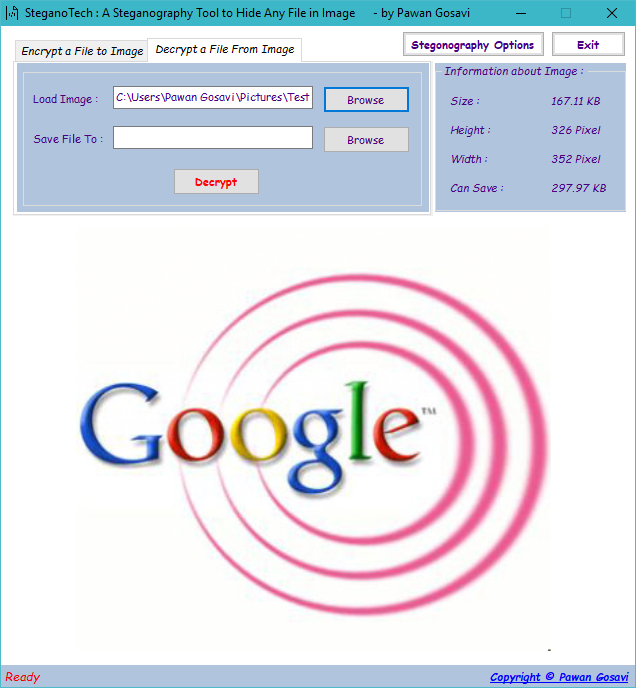 SteganoTech : A Steganography Tool to Hide Any File in Image - by Pawan Gosavi
Encrypt a File to Image
Decrypt a File From Image
Stegonography Options
Exit
Load Image :
C:\Users\Pawan Gosavi\Pictures\Test
Browse
Save File To :
Browse
Decrypt
Information about Image :
Size : 167.11 KB
Height : 326 Pixel
Width : 352 Pixel
Can Save : 297.97 KB
Google™
Ready
Copyright © Pawan Gosavi